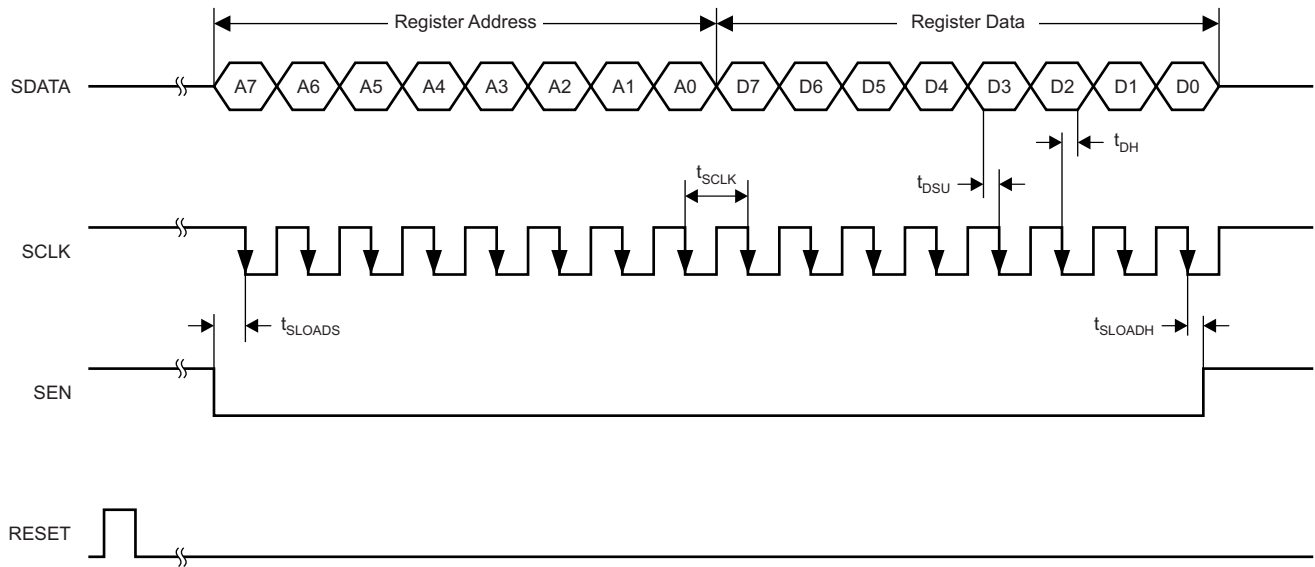 Register Address
Register Data
SDATA
A7 A6 A5 A4 A3 A2 A1 A0 D7 D6 D5 D4 D3 D2 D1 D0
tDH
tSCLK
tDSU
SCLK
tSLOADS
tSLOADH
SEN
RESET